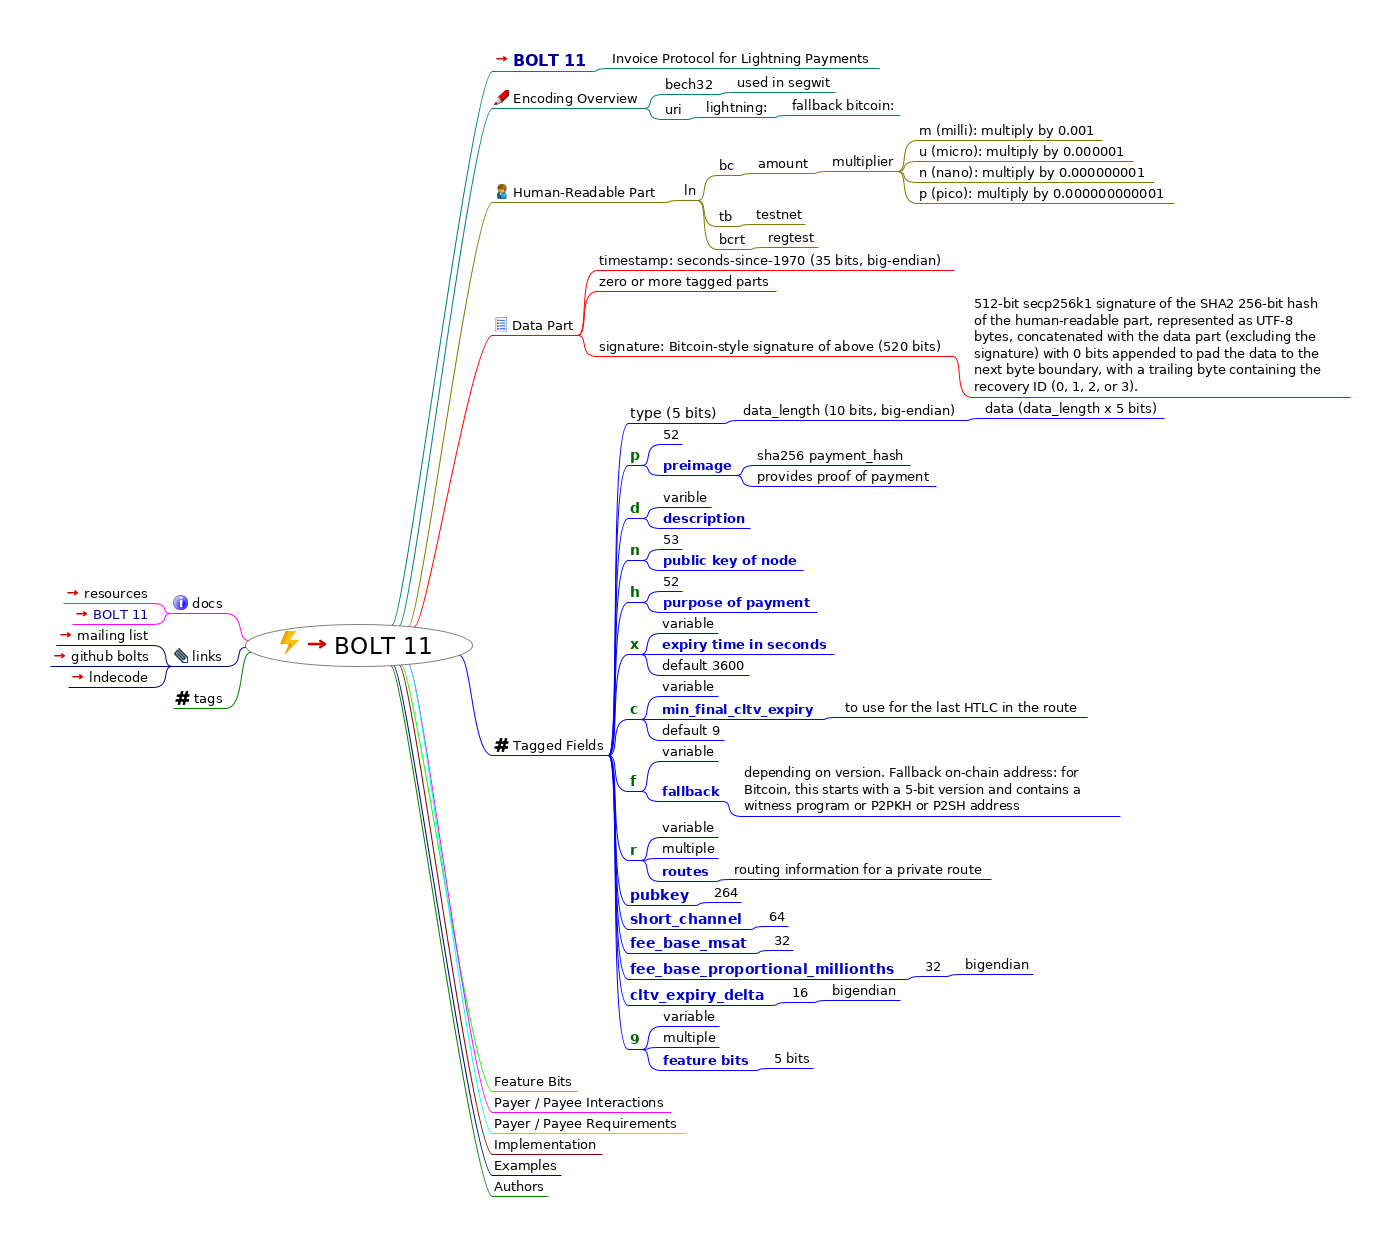 BOLT 11
Invoice Protocol for Lightning Payments
Encoding Overview
bech32
used in segwit
uri
lightning:
fallback bitcoin:
Human-Readable Part
ln
bc
amount
multiplier
m (milli): multiply by 0.001
u (micro): multiply by 0.000001
n (nano): multiply by 0.000000001
p (pico): multiply by 0.000000000001
tb
testnet
bcrt
regtest
Data Part
timestamp: seconds-since-1970 (35 bits, big-endian)
zero or more tagged parts
signature: Bitcoin-style signature of above (520 bits)
512-bit secp256k1 signature of the SHA2 256-bit hash
of the human-readable part, represented as UTF-8
bytes, concatenated with the data part (excluding the
signature) with 0 bits appended to pad the data to the
next byte boundary, with a trailing byte containing the
recovery ID (0, 1, 2, or 3).
Tagged Fields
type (5 bits)
data_length (10 bits, big-endian)
data (data_length x 5 bits)
p
52
preimage
sha256 payment_hash
provides proof of payment
d
varible
description
n
53
public key of node
h
52
purpose of payment
x
variable
expiry time in seconds
default 3600
c
variable
min_final_cltv_expiry
to use for the last HTLC in the route
default 9
f
variable
fallback
depending on version. Fallback on-chain address: for
Bitcoin, this starts with a 5-bit version and contains a
witness program or P2PKH or P2SH address
r
variable
multiple
routes
routing information for a private route
pubkey
264
short_channel
64
fee_base_msat
32
fee_base_proportional_millionths
32
bigendian
cltv_expiry_delta
16
bigendian
9
variable
multiple
feature bits
5 bits
Feature Bits
Payer / Payee Interactions
Payer / Payee Requirements
Implementation
Examples
Authors
BOLT 11
docs
resources
BOLT 11
links
mailing list
github bolts
lndecode
tags